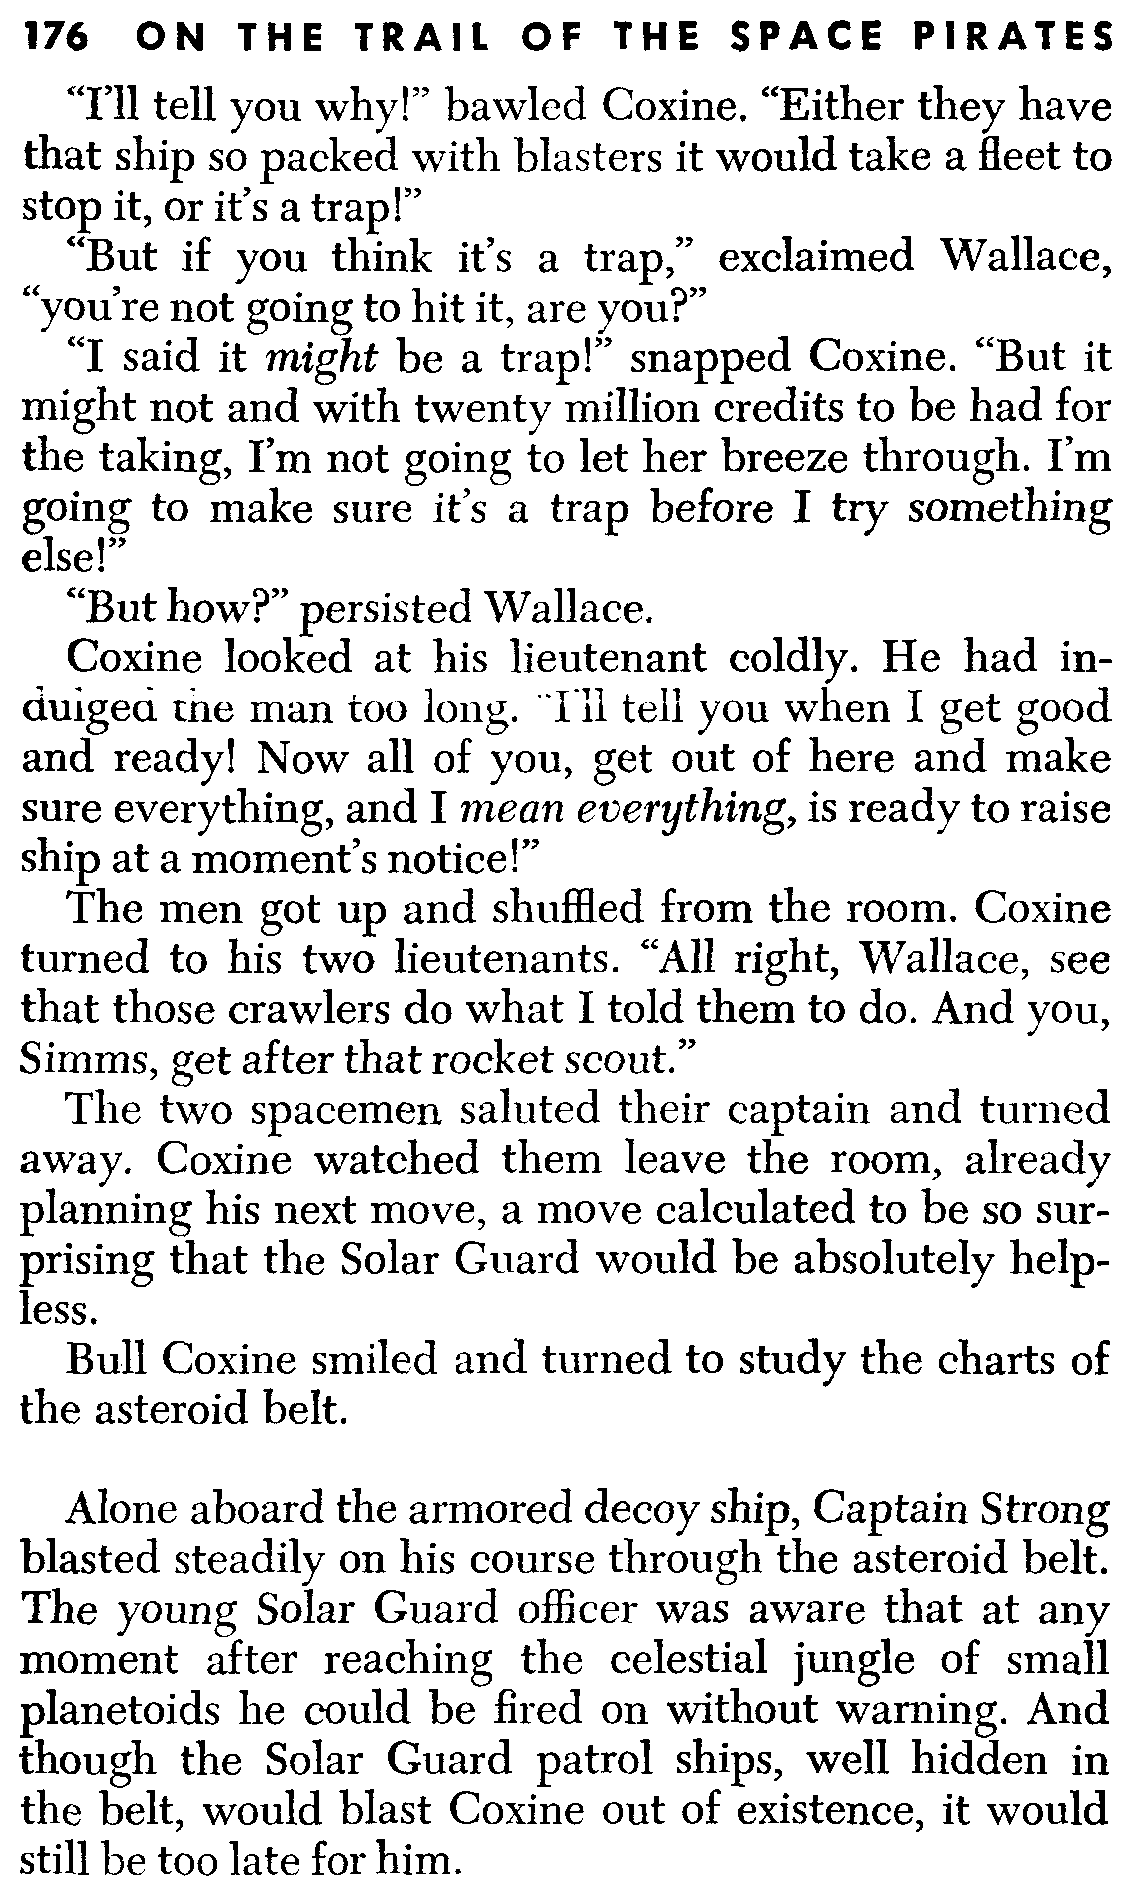 176 ON THE TRAIL OF THE SPACE PIRATES
“I’ll tell you why!” bawled Coxine. “Either they have
that ship so packed with blasters it would take a fleet to
stop it, or it’s a trap!”
“But if you think it’s a trap,” exclaimed Wallace,
“you’re not going to hit it, are you?”
“I said it might be a trap!” snapped Coxine. “But it
might not and with twenty million credits to be had for
the taking, I’m not going to let her breeze through. I’m
going to make sure it’s a trap before I try something
else!”
“But how?” persisted Wallace.
Coxine looked at his lieutenant coldly. He had in-
dulged the man too long. “I’ll tell you when I get good
and ready! Now all of you, get out of here and make
sure everything, and I mean everything, is ready to raise
ship at a moment’s notice!”
The men got up and shuffled from the room. Coxine
turned to his two lieutenants. “All right, Wallace, see
that those crawlers do what I told them to do. And you,
Simms, get after that rocket scout.”
The two spacemen saluted their captain and turned
away. Coxine watched them leave the room, already
planning his next move, a move calculated to be so sur-
prising that the Solar Guard would be absolutely help-
less.
Bull Coxine smiled and turned to study the charts of
the asteroid belt.
Alone aboard the armored decoy ship, Captain Strong
blasted steadily on his course through the asteroid belt.
The young Solar Guard officer was aware that at any
moment after reaching the celestial jungle of small
planetoids he could be fired on without warning. And
though the Solar Guard patrol ships, well hidden in
the belt, would blast Coxine out of existence, it would
still be too late for him.